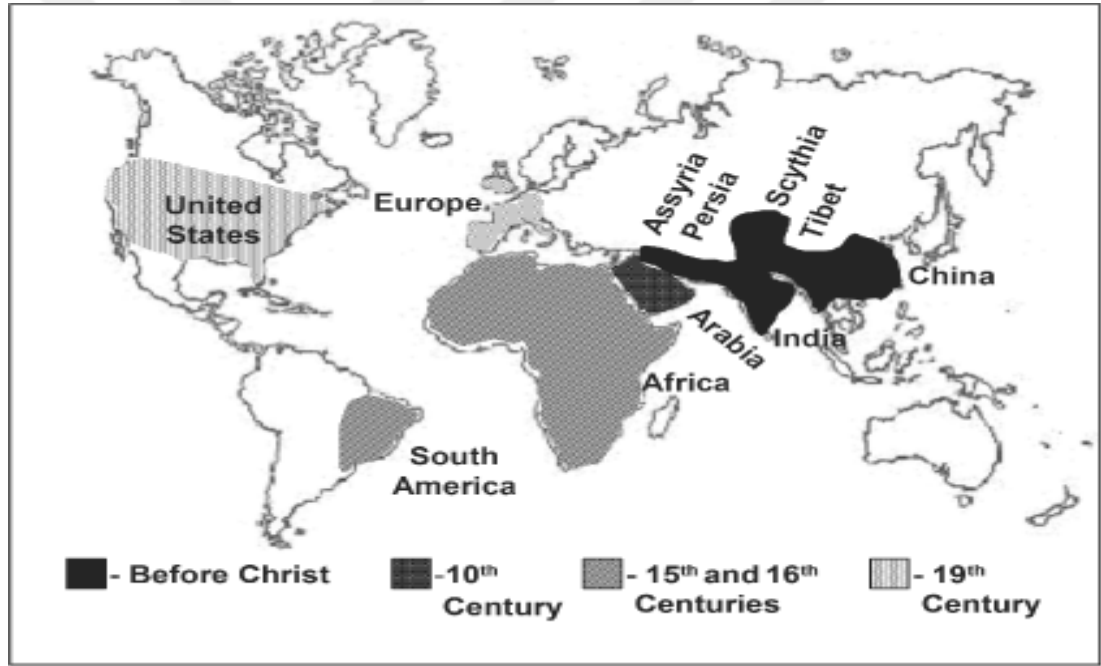 United
States
Europe
Assyria
Persia
Scythia
Tibet
China
India
Arabia
Africa
South
America
- Before Christ
-10th
Century
- 15th and 16th
Centuries
- 19th
Century